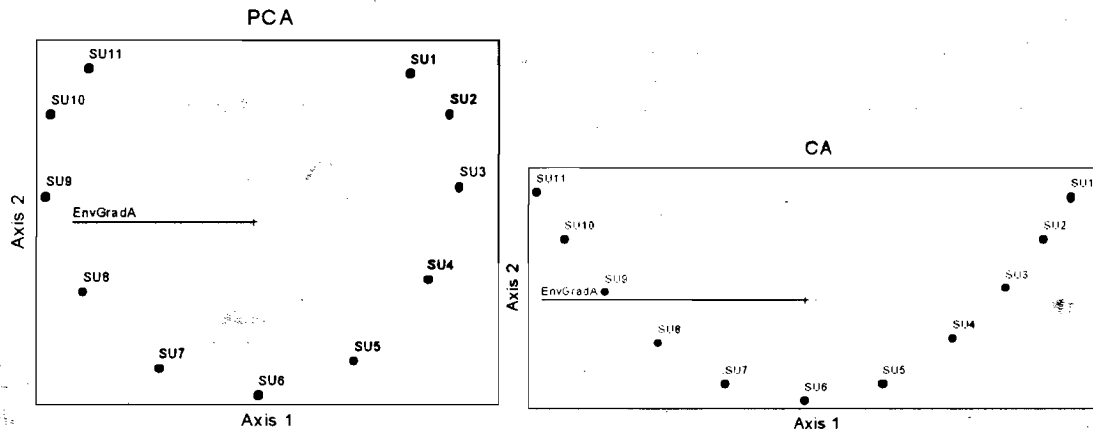 PCA
SU11
SU1
SU10
SU2
SU3
SU9
EnvGradA
SU4
SU8
SU7
SU5
SU6
Axis 2
Axis 1
CA
SU11
SU1
SU10
SU2
SU9
SU3
EnvGradA
SU8
SU4
SU7
SU5
SU6
Axis 2
Axis 1